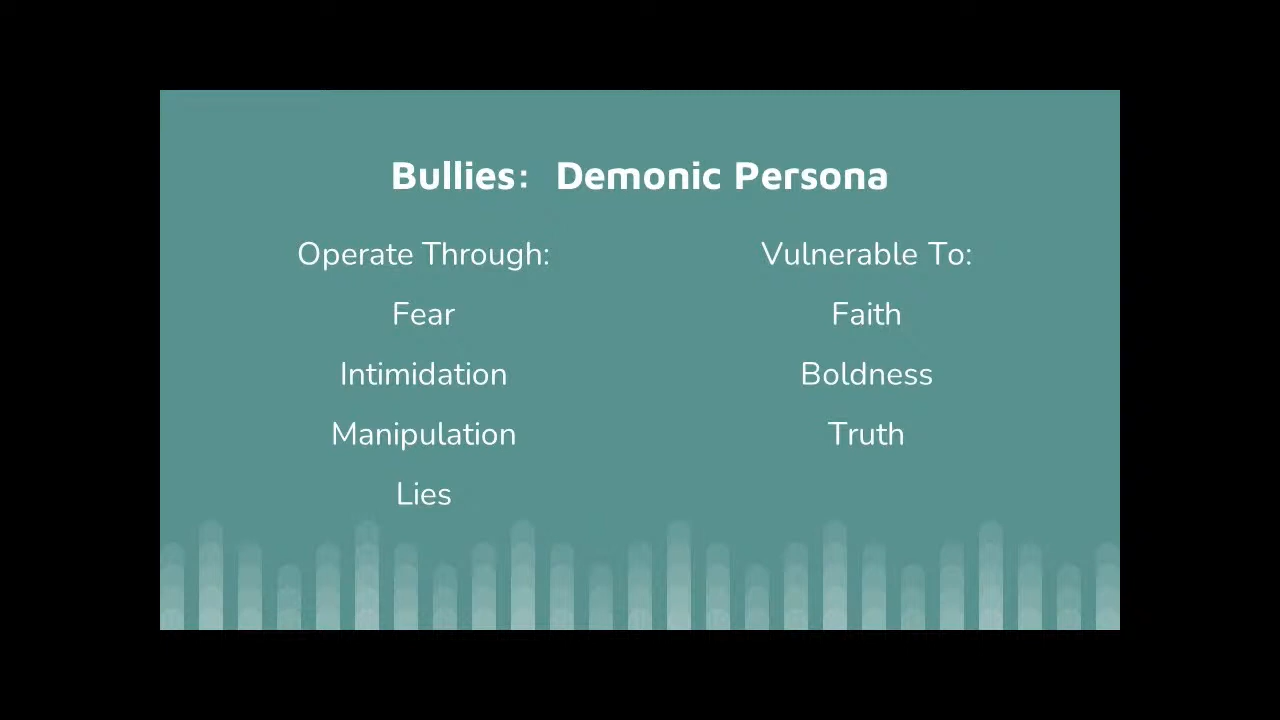 Bullies:  Demonic Persona
Operate Through:
Fear
Intimidation
Manipulation
Lies
Vulnerable To:
Faith
Boldness
Truth